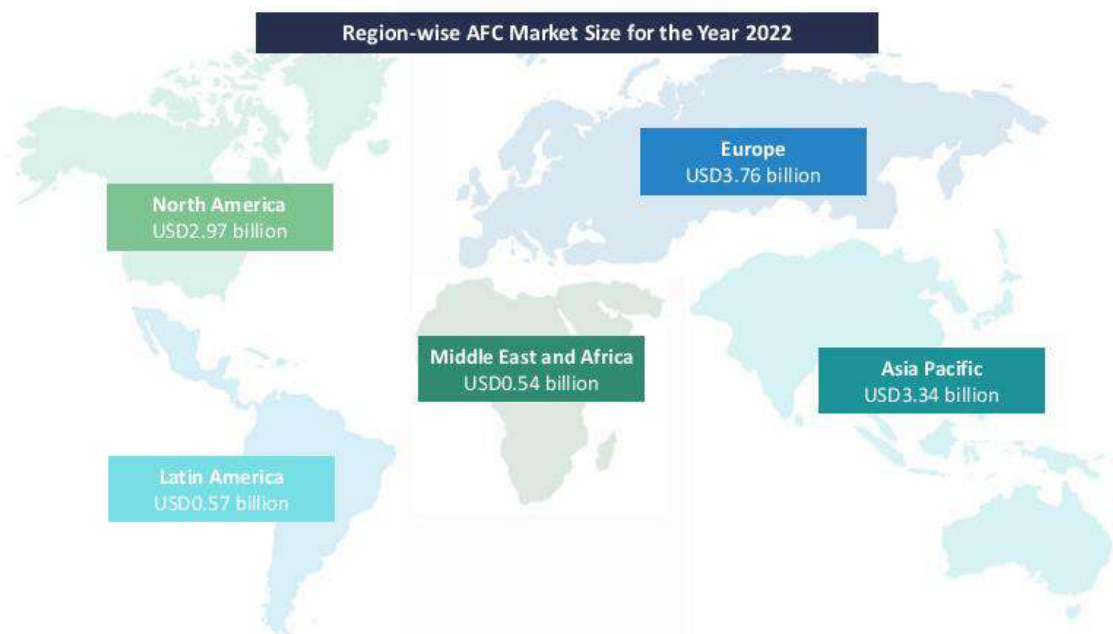 Region-wise AFC Market Size for the Year 2022
Europe
USD3.76 billion
North America
USD2.97 billion
Middle East and Africa
USD0.54 billion
Asia Pacific
USD3.34 billion
Latin America
USD0.57 billion